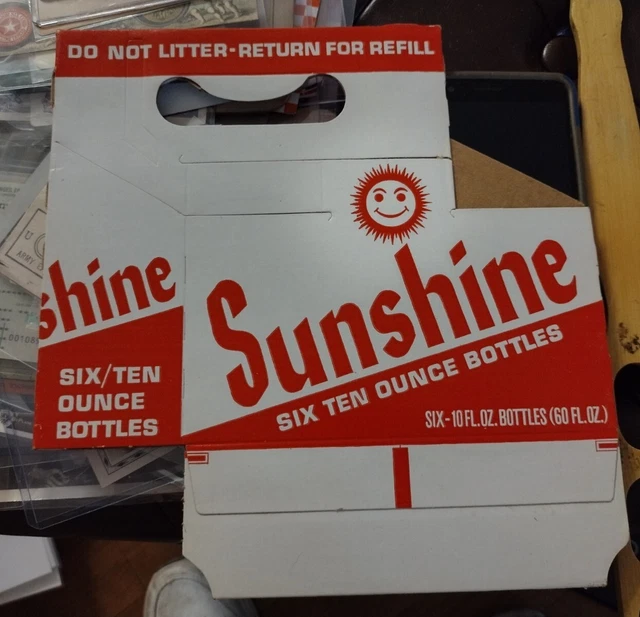 DO NOT LITTER-RETURN FOR REFILL
shine
SIX/TEN
OUNCE
BOTTLES
Sunshine
SIX TEN OUNCE BOTTLES
SIX-10 FL. OZ. BOTTLES (60 FL. OZ.)